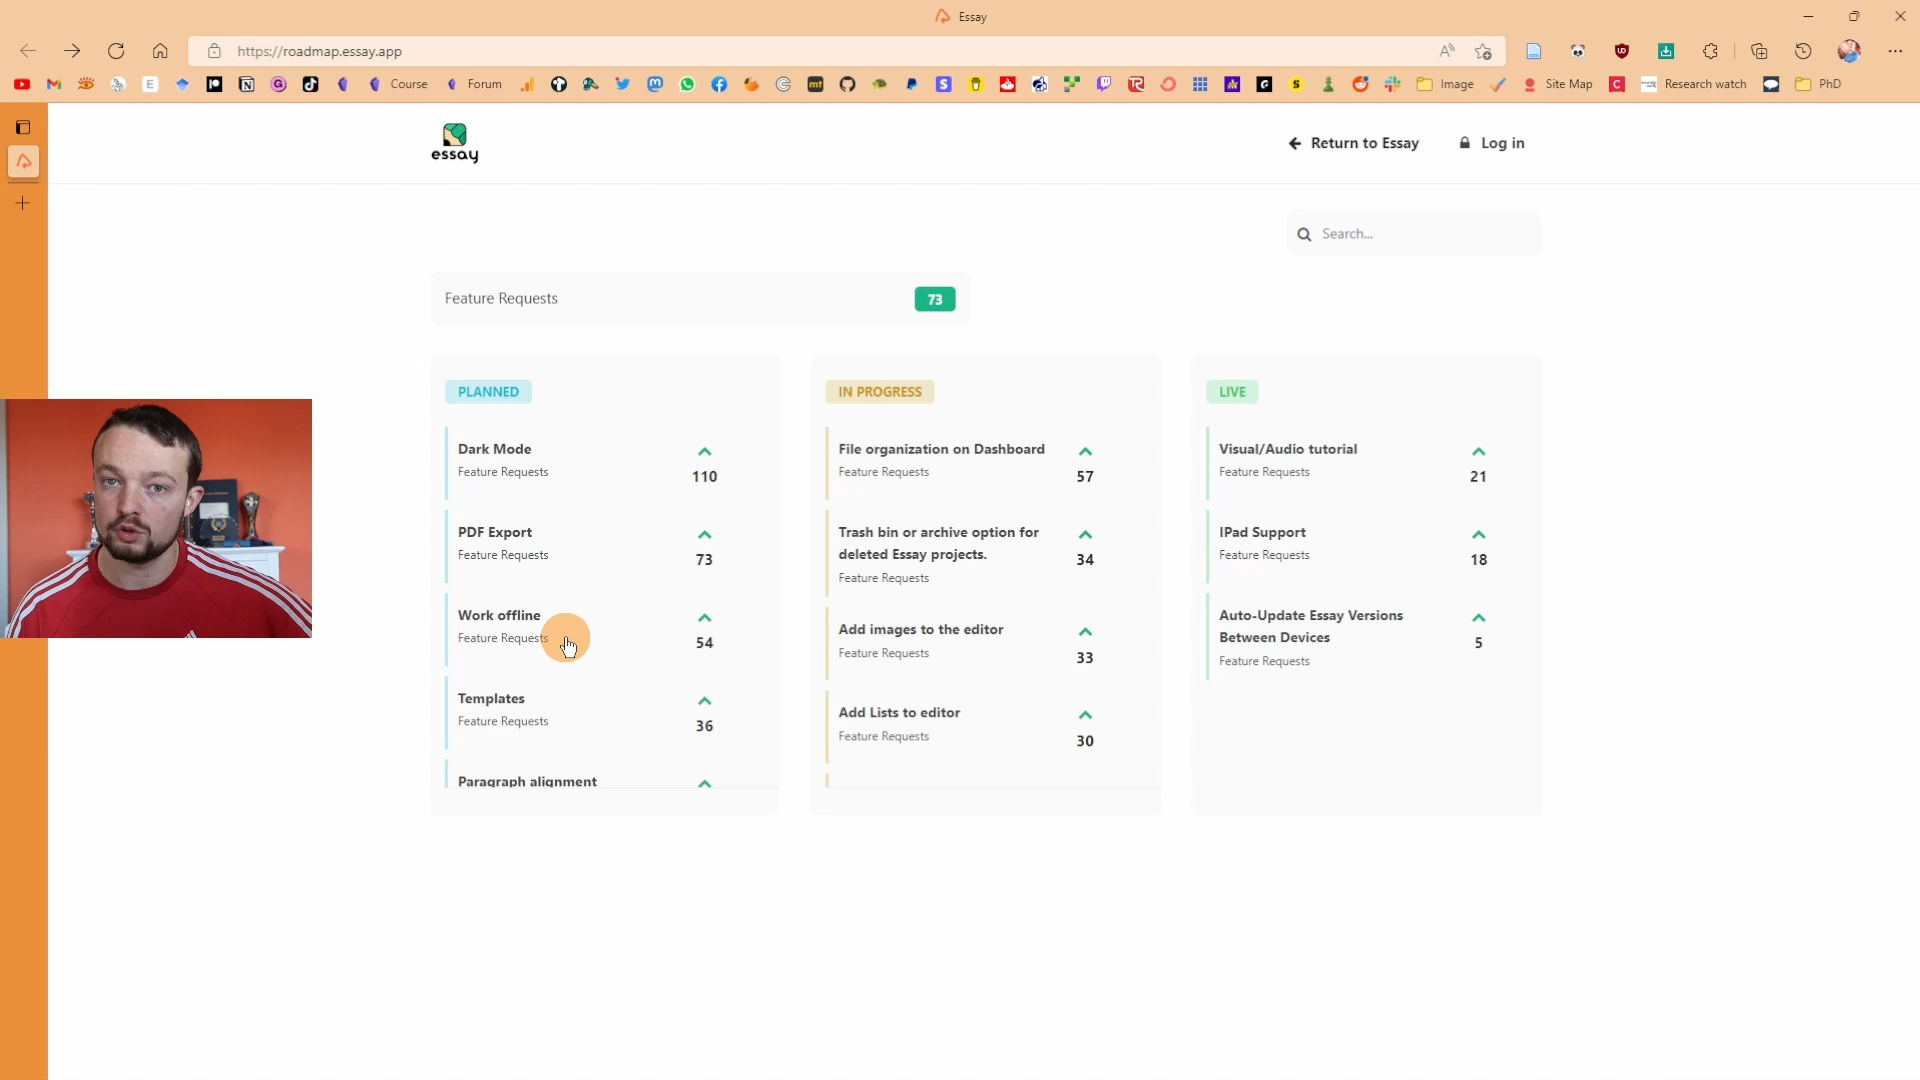 Essay
https://roadmap.essay.app
Course
Forum
Image
Site Map
Research watch
PhD
essay
Return to Essay
Log in
Search...
Feature Requests
73
PLANNED
Dark Mode
Feature Requests
110
PDF Export
Feature Requests
73
Work offline
Feature Requests
54
Templates
Feature Requests
36
Paragraph alignment
IN PROGRESS
File organization on Dashboard
Feature Requests
57
Trash bin or archive option for
deleted Essay projects.
Feature Requests
34
Add images to the editor
Feature Requests
33
Add Lists to editor
Feature Requests
30
LIVE
Visual/Audio tutorial
Feature Requests
21
IPad Support
Feature Requests
18
Auto-Update Essay Versions
Between Devices
Feature Requests
5